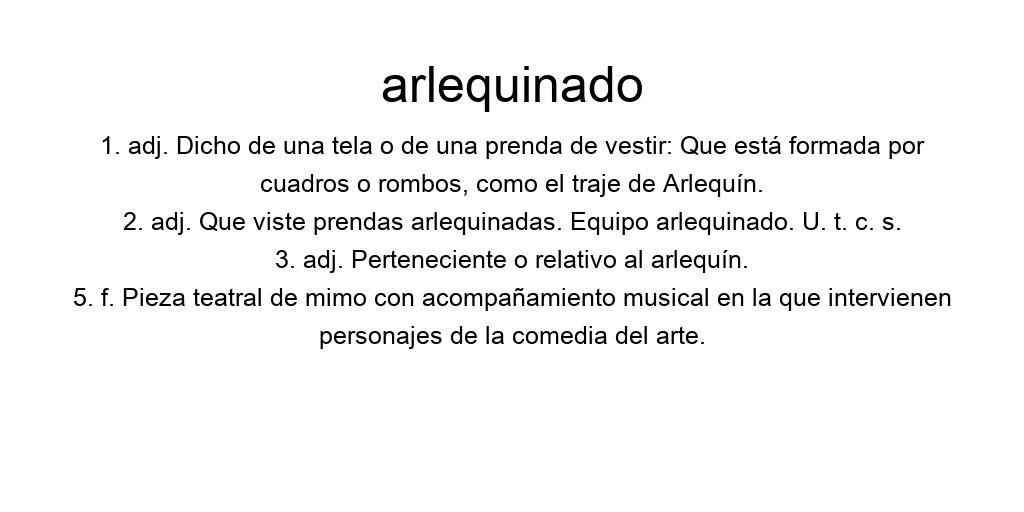 arlequinado
1. adj. Dicho de una tela o de una prenda de vestir: Que está formada por
cuadros o rombos, como el traje de Arlequín.
2. adj. Que viste prendas arlequinadas. Equipo arlequinado. U. t. c. s.
3. adj. Perteneciente o relativo al arlequín.
5. f. Pieza teatral de mimo con acompañamiento musical en la que intervienen
personajes de la comedia del arte.